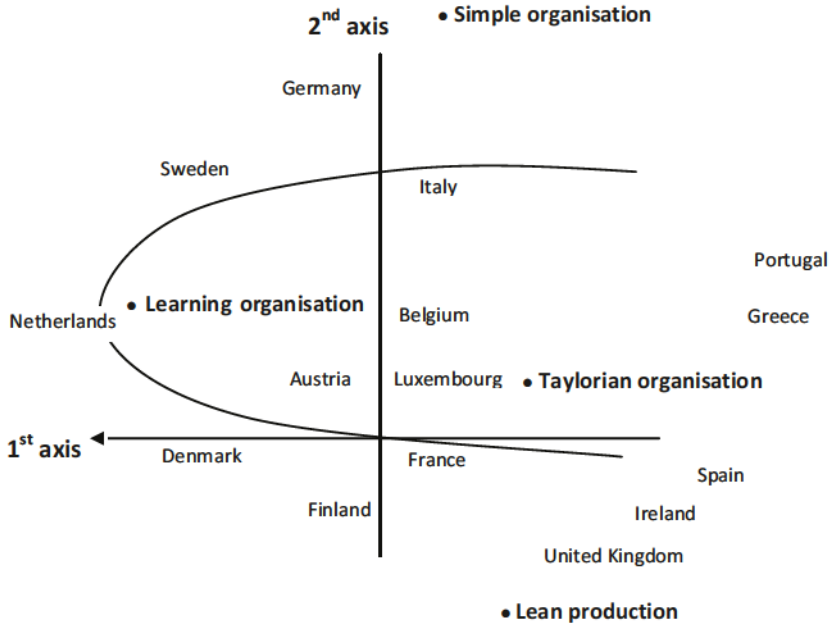 • Simple organisation
2nd axis
Germany
Sweden
Italy
Portugal
• Learning organisation
Netherlands
Belgium
Greece
Austria
Luxembourg
• Taylorian organisation
1st axis
Denmark
France
Spain
Finland
Ireland
United Kingdom
• Lean production